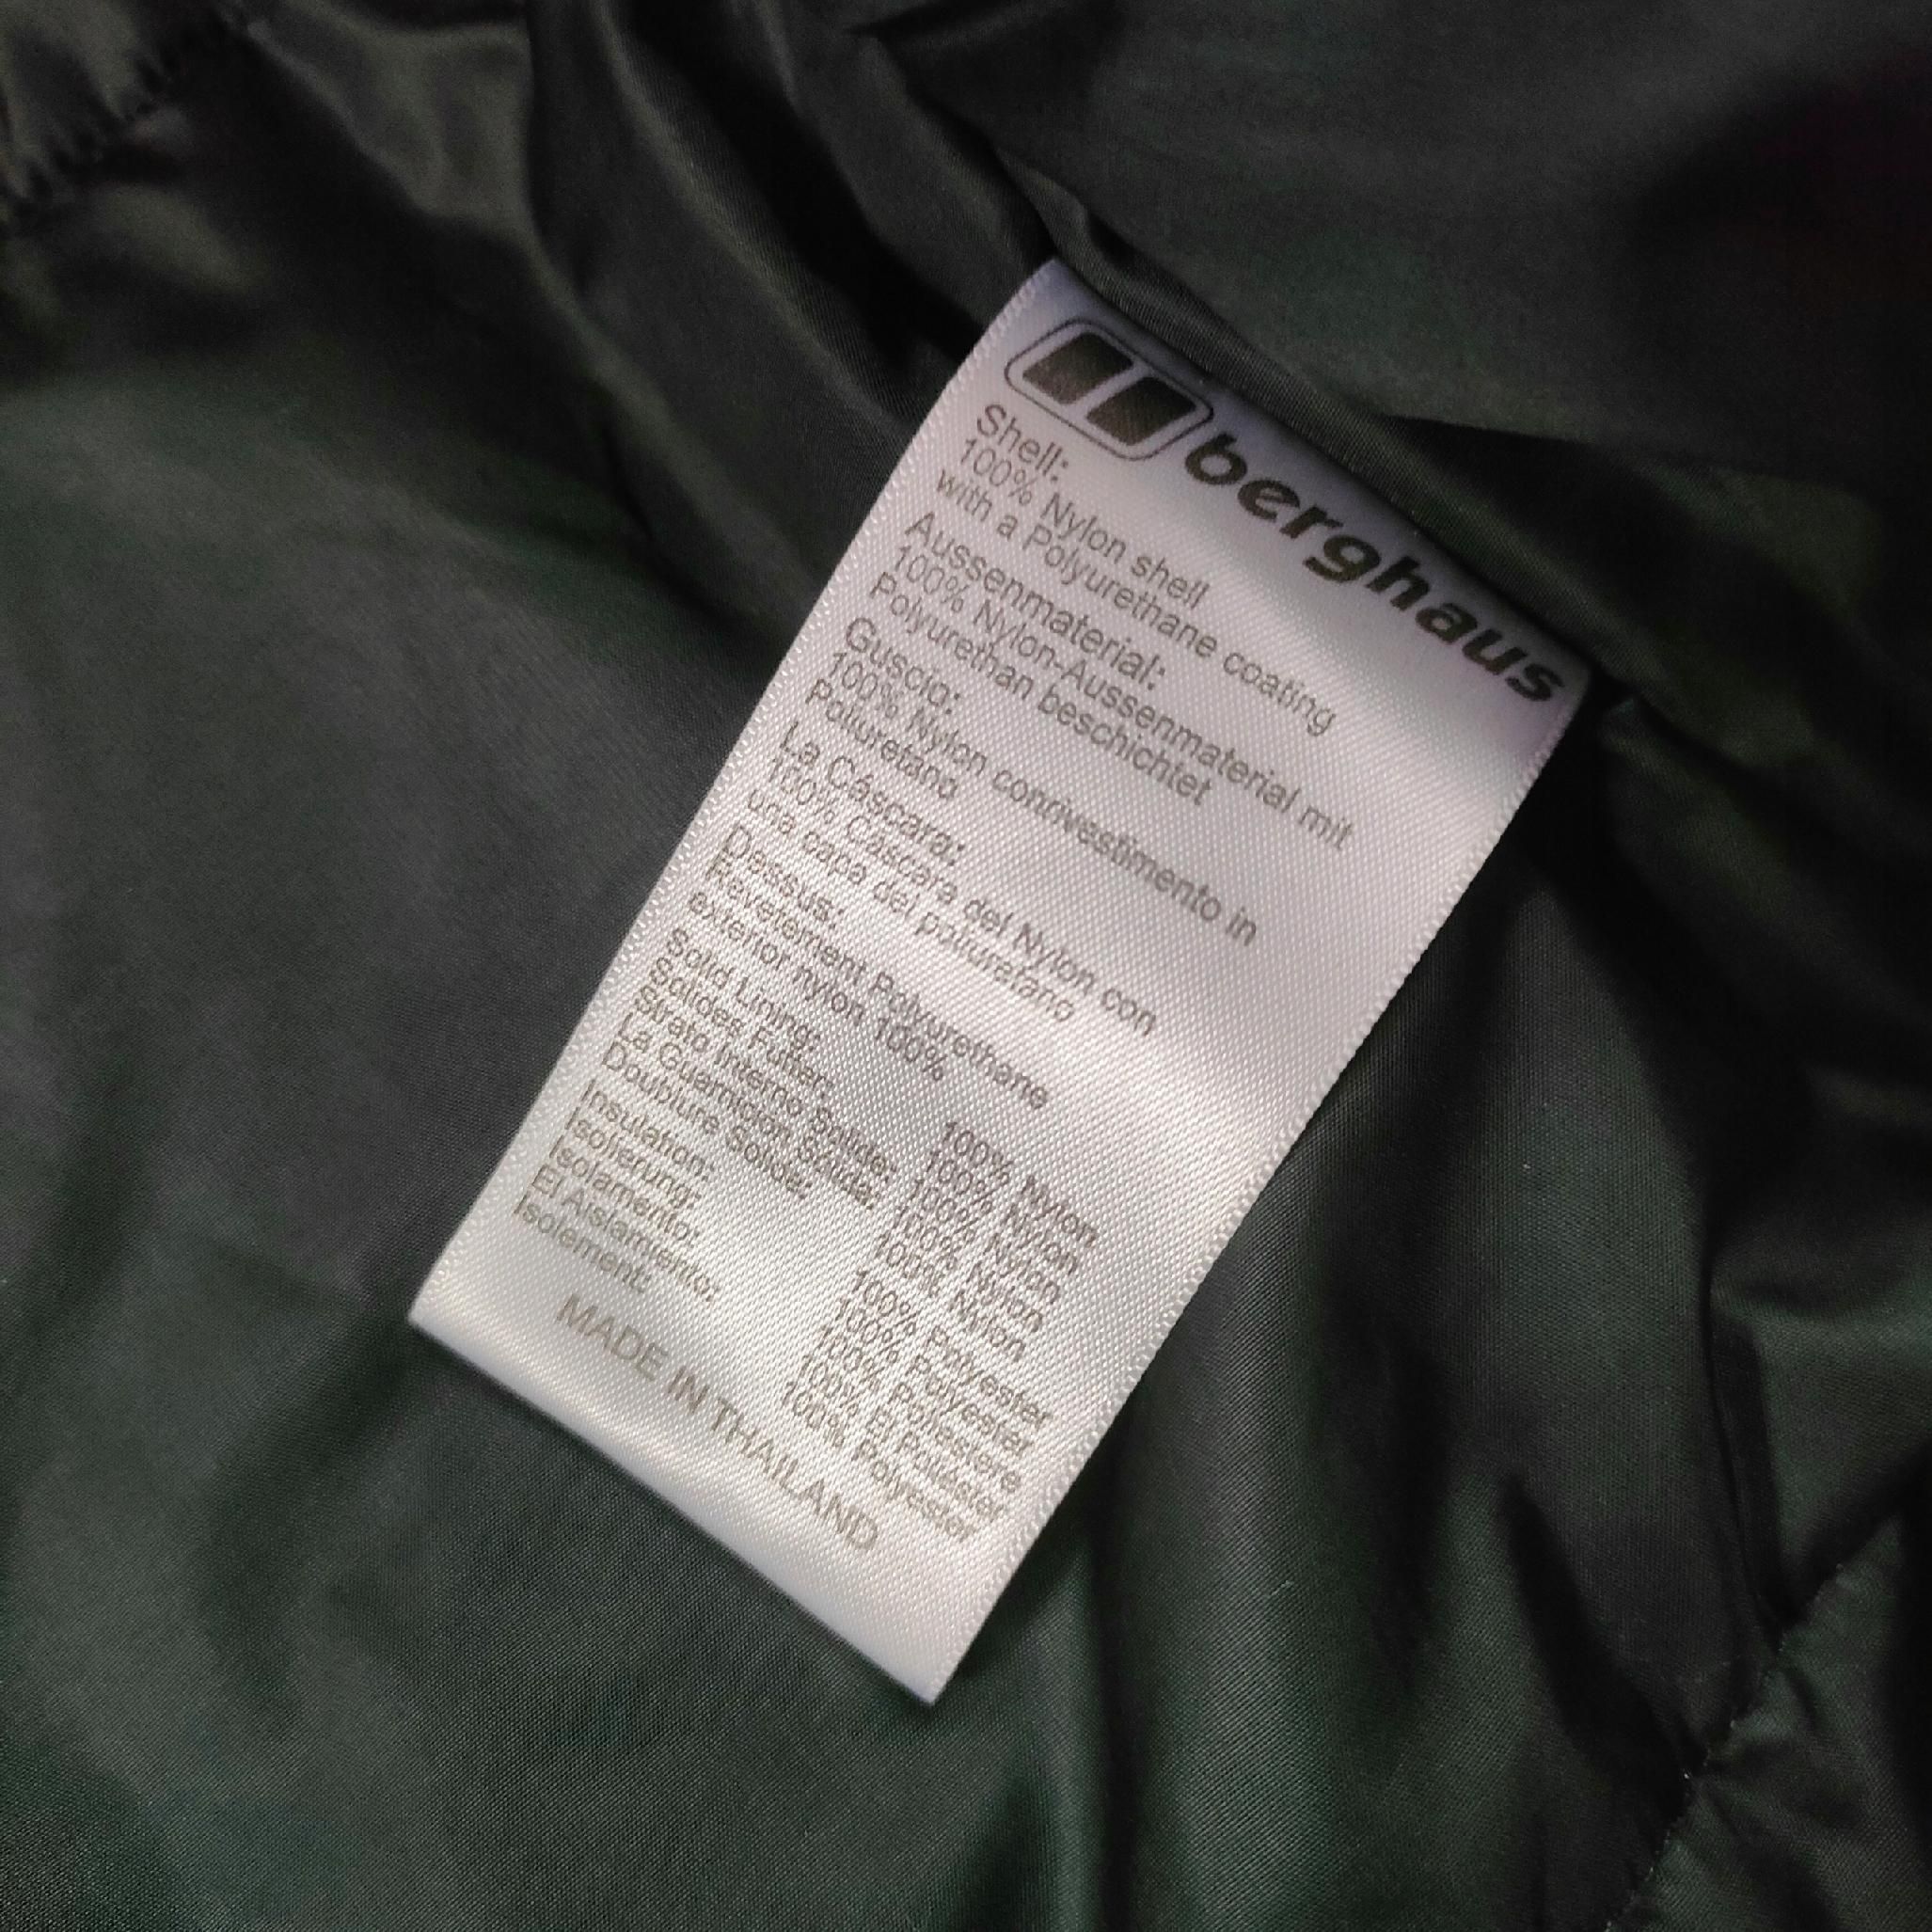 berghaus
Shell:
100% Nylon shell
with a Polyurethane coating
Aussenmaterial:
100% Nylon-Aussenmaterial mit
Polyurethan beschichtet
Guscio:
100% Nylon conrivestimento in
Poliuretano
La Cáscara:
100% Cáscara del Nylon con
una capa del poliuretano
Dessus:
Revetement Polyurethane
exterior nylon 100%
Solid Lining: 100% Nylon
Solides Futter: 100% Nylon
Strato Interno Solide: 100% Nylon
La Guarnición Solida: 100% Nylon
Doublure Solide: 100% Nylon
Insulation: 100% Polyester
Isolierung: 100% Polyester
Isolamento: 100% Poliestere
El Aislamiento: 100% El Poliéster
Isolement: 100% Polyester
MADE IN THAILAND